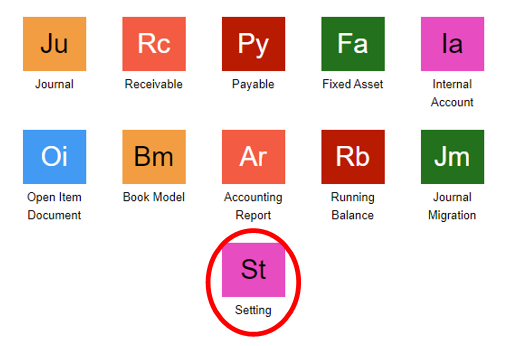 Ju Rc Py Fa Ia
Journal Receivable Payable Fixed Asset Internal
Account
Oi Bm Ar Rb Jm
Open Item Book Model Accounting Running Journal
Document Report Balance Migration
St
Setting